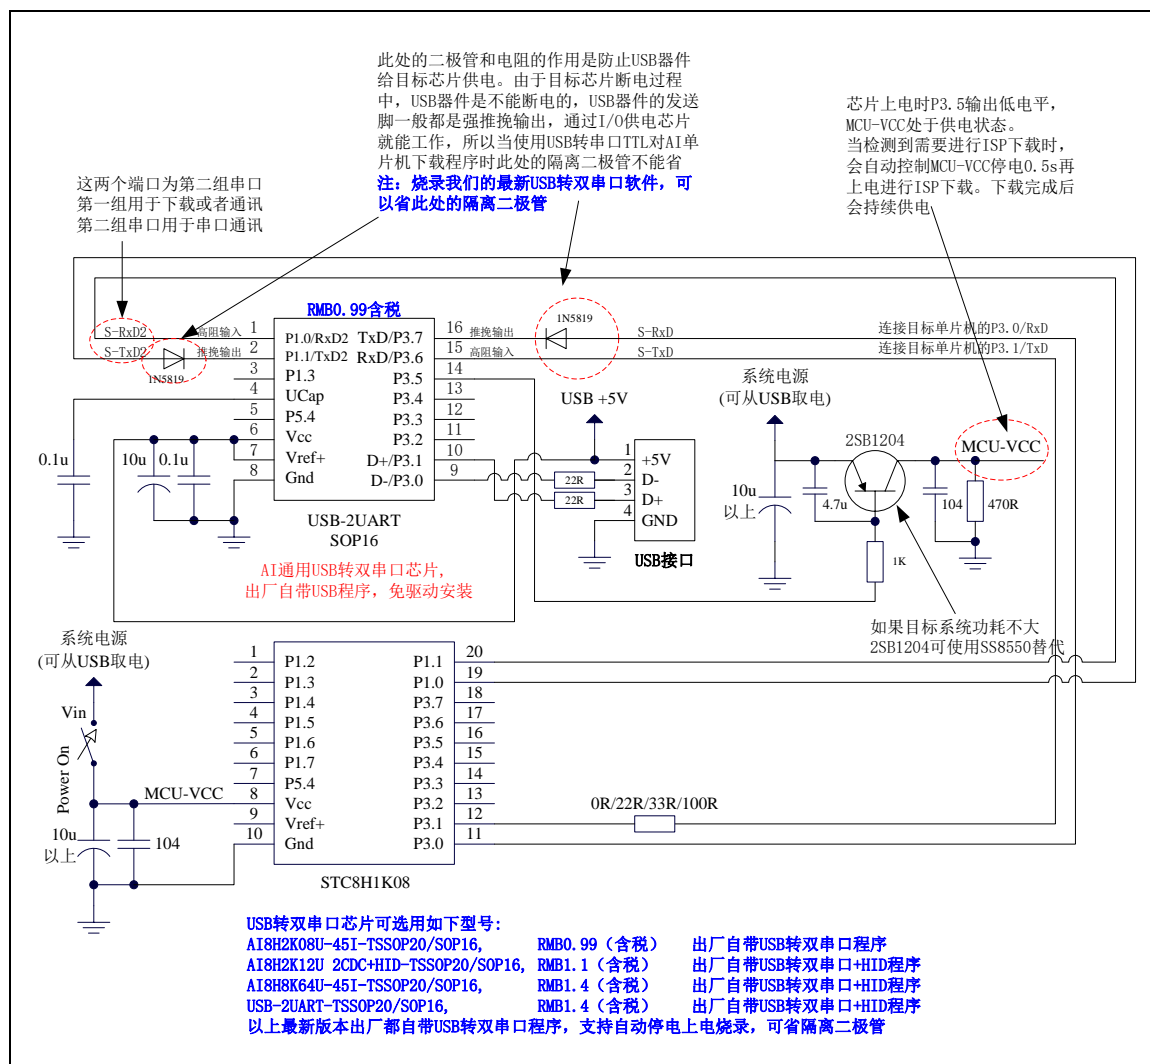 此处的二极管和电阻的作用是防止USB器件
给目标芯片供电。由于目标芯片断电过程
中，USB器件是不能断电的，USB器件的发送
脚一般都是强推挽输出，通过I/O供电芯片
就能工作，所以当使用USB转串口TTL对AI单
片机下载程序时此处的隔离二极管不能省
注：烧录我们的最新USB转双串口软件，可
以省此处的隔离二极管
芯片上电时P3.5输出低电平，
MCU-VCC处于供电状态。
当检测到需要进行ISP下载时，
会自动控制MCU-VCC停电0.5s再
上电进行ISP下载。下载完成后
会持续供电
这两个端口为第二组串口
第一组用于下载或者通讯
第二组串口用于串口通讯
RMB0.99含税
S-RxD2
高阻输入
S-TxD2
推挽输出
1N5819
1
2
3
4
5
6
7
8
P1.0/RxD2
P1.1/TxD2
P1.3
UCap
P5.4
Vcc
Vref+
Gnd
TxD/P3.7
RxD/P3.6
P3.5
P3.4
P3.3
P3.2
D+/P3.1
D-/P3.0
16
15
14
13
12
11
10
9
推挽输出
高阻输入
1N5819
S-RxD
S-TxD
连接目标单片机的P3.0/RxD
连接目标单片机的P3.1/TxD
0.1u
10u
0.1u
USB-2UART
SOP16
AI通用USB转双串口芯片，
出厂自带USB程序，免驱动安装
USB +5V
22R
22R
1
2
3
4
+5V
D-
D+
GND
USB接口
系统电源
(可从USB取电)
2SB1204
MCU-VCC
10u
以上
4.7u
104
470R
1K
如果目标系统功耗不大
2SB1204可使用SS8550替代
系统电源
(可从USB取电)
Vin
Power On
MCU-VCC
10u
以上
104
1
2
3
4
5
6
7
8
9
10
P1.2
P1.3
P1.4
P1.5
P1.6
P1.7
P5.4
Vcc
Vref+
Gnd
P1.1
P1.0
P3.7
P3.6
P3.5
P3.4
P3.3
P3.2
P3.1
P3.0
20
19
18
17
16
15
14
13
12
11
0R/22R/33R/100R
STC8H1K08
USB转双串口芯片可选用如下型号:
AI8H2K08U-45I-TSSOP20/SOP16, RMB0.99（含税） 出厂自带USB转双串口程序
AI8H2K12U 2CDC+HID-TSSOP20/SOP16, RMB1.1（含税） 出厂自带USB转双串口+HID程序
AI8H8K64U-45I-TSSOP20/SOP16, RMB1.4（含税） 出厂自带USB转双串口+HID程序
USB-2UART-TSSOP20/SOP16, RMB1.4（含税） 出厂自带USB转双串口+HID程序
以上最新版本出厂都自带USB转双串口程序，支持自动停电上电烧录，可省隔离二极管